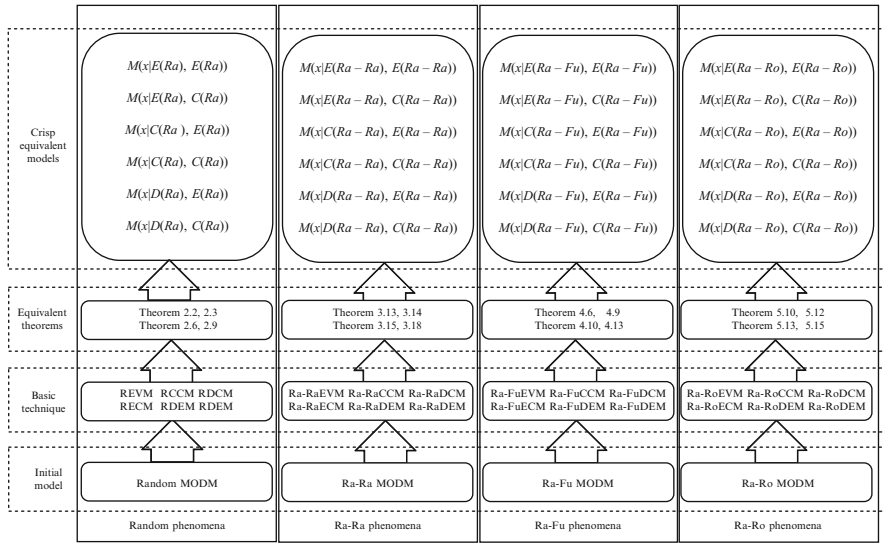 Crisp
equivalent
models
M(x|E(Ra), E(Ra))
M(x|E(Ra), C(Ra))
M(x|C(Ra ), E(Ra))
M(x|C(Ra), C(Ra))
M(x|D(Ra), E(Ra))
M(x|D(Ra), C(Ra))
M(x|E(Ra − Ra), E(Ra − Ra))
M(x|E(Ra − Ra), C(Ra − Ra))
M(x|C(Ra − Ra), E(Ra − Ra))
M(x|C(Ra − Ra), C(Ra − Ra))
M(x|D(Ra − Ra), E(Ra − Ra))
M(x|D(Ra − Ra), C(Ra − Ra))
M(x|E(Ra − Fu), E(Ra − Fu))
M(x|E(Ra − Fu), C(Ra − Fu))
M(x|C(Ra − Fu), E(Ra − Fu))
M(x|C(Ra − Fu), C(Ra − Fu))
M(x|D(Ra − Fu), E(Ra − Fu))
M(x|D(Ra − Fu), C(Ra − Fu))
M(x|E(Ra − Ro), E(Ra − Ro))
M(x|E(Ra − Ro), C(Ra − Ro))
M(x|C(Ra − Ro), E(Ra − Ro))
M(x|C(Ra − Ro), C(Ra − Ro))
M(x|D(Ra − Ro), E(Ra − Ro))
M(x|D(Ra − Ro), C(Ra − Ro))
Equivalent
theorems
Theorem 2.2, 2.3
Theorem 2.6, 2.9
Theorem 3.13, 3.14
Theorem 3.15, 3.18
Theorem 4.6, 4.9
Theorem 4.10, 4.13
Theorem 5.10, 5.12
Theorem 5.13, 5.15
Basic
technique
REVM RCCM RDCM
RECM RDEM RDEM
Ra-RaEVM Ra-RaCCM Ra-RaDCM
Ra-RaECM Ra-RaDEM Ra-RaDEM
Ra-FuEVM Ra-FuCCM Ra-FuDCM
Ra-FuECM Ra-FuDEM Ra-FuDEM
Ra-RoEVM Ra-RoCCM Ra-RoDCM
Ra-RoECM Ra-RoDEM Ra-RoDEM
Initial
model
Random MODM
Ra-Ra MODM
Ra-Fu MODM
Ra-Ro MODM
Random phenomena
Ra-Ra phenomena
Ra-Fu phenomena
Ra-Ro phenomena